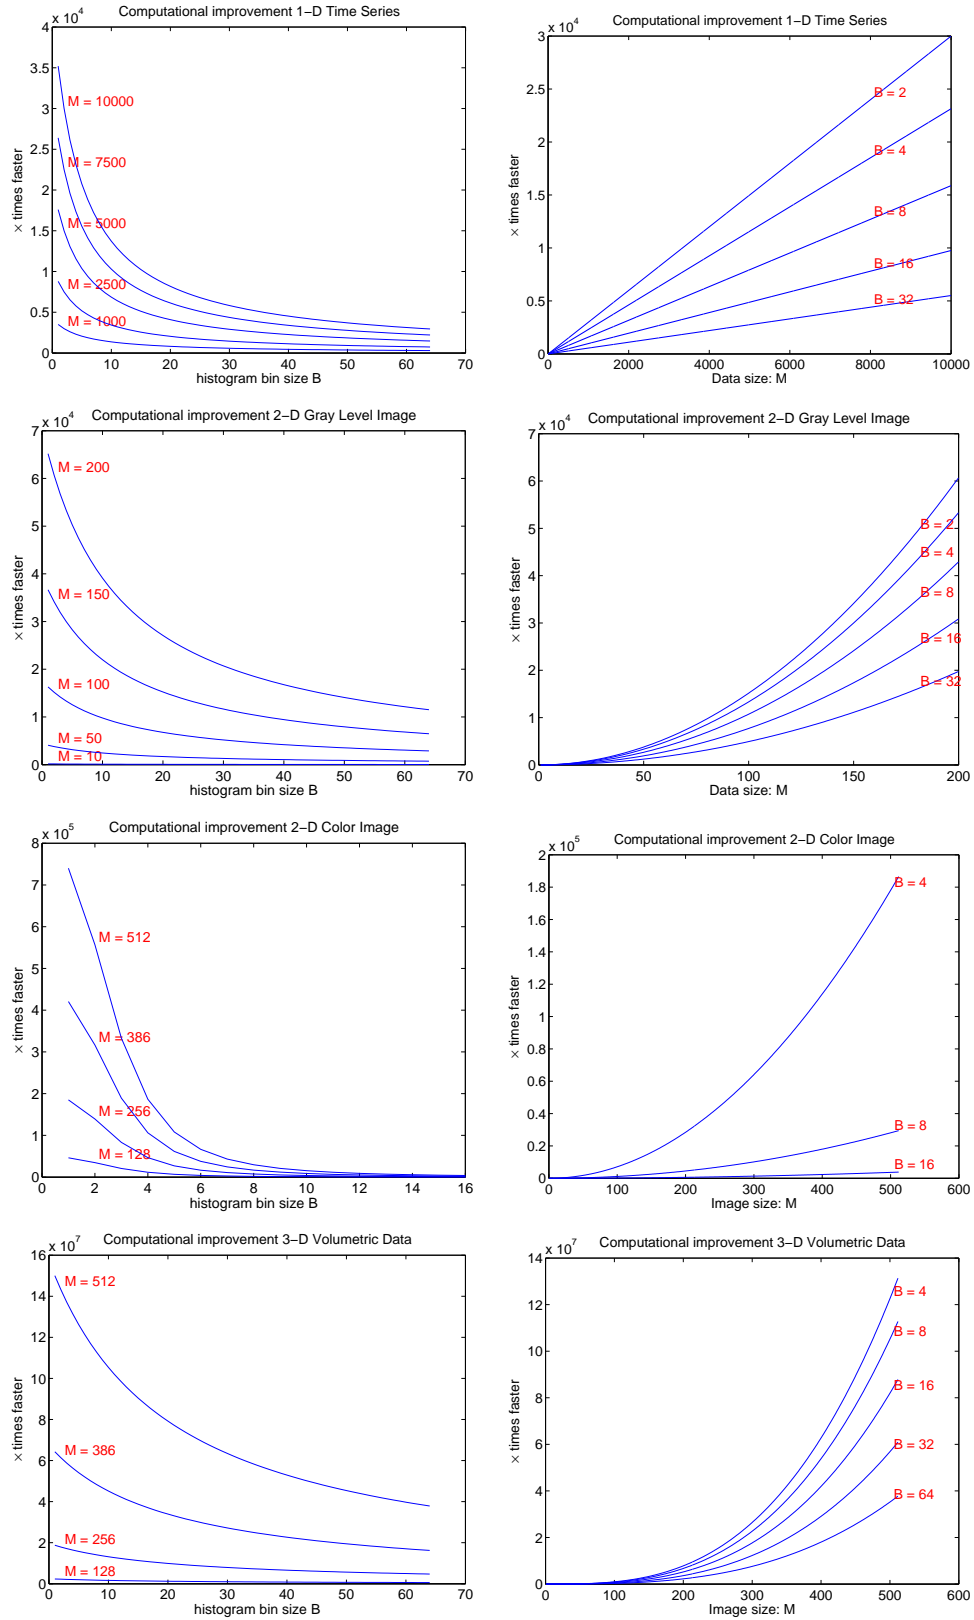 Computational improvement 1−D Time Series
x 10^4
4
3.5
3
2.5
2
1.5
1
0.5
0
0 10 20 30 40 50 60 70
× times faster
histogram bin size B
M = 10000
M = 7500
M = 5000
M = 2500
M = 1000
Computational improvement 1−D Time Series
x 10^4
3
2.5
2
1.5
1
0.5
0
0 2000 4000 6000 8000 10000
× times faster
Data size: M
B = 2
B = 4
B = 8
B = 16
B = 32
Computational improvement 2−D Gray Level Image
x 10^4
7
6
5
4
3
2
1
0
0 10 20 30 40 50 60 70
× times faster
histogram bin size B
M = 200
M = 150
M = 100
M = 50
M = 10
Computational improvement 2−D Gray Level Image
x 10^4
7
6
5
4
3
2
1
0
0 50 100 150 200
× times faster
Data size: M
B = 2
B = 4
B = 8
B = 16
B = 32
Computational improvement 2−D Color Image
x 10^5
8
7
6
5
4
3
2
1
0
0 2 4 6 8 10 12 14 16
× times faster
histogram bin size B
M = 512
M = 386
M = 256
M = 128
Computational improvement 2−D Color Image
x 10^5
2
1.8
1.6
1.4
1.2
1
0.8
0.6
0.4
0.2
0
0 100 200 300 400 500 600
× times faster
Image size: M
B = 4
B = 8
B = 16
Computational improvement 3−D Volumetric Data
x 10^7
16
14
12
10
8
6
4
2
0
0 10 20 30 40 50 60 70
× times faster
histogram bin size B
M = 512
M = 386
M = 256
M = 128
Computational improvement 3−D Volumetric Data
x 10^7
14
12
10
8
6
4
2
0
0 100 200 300 400 500 600
× times faster
Image size: M
B = 4
B = 8
B = 16
B = 32
B = 64